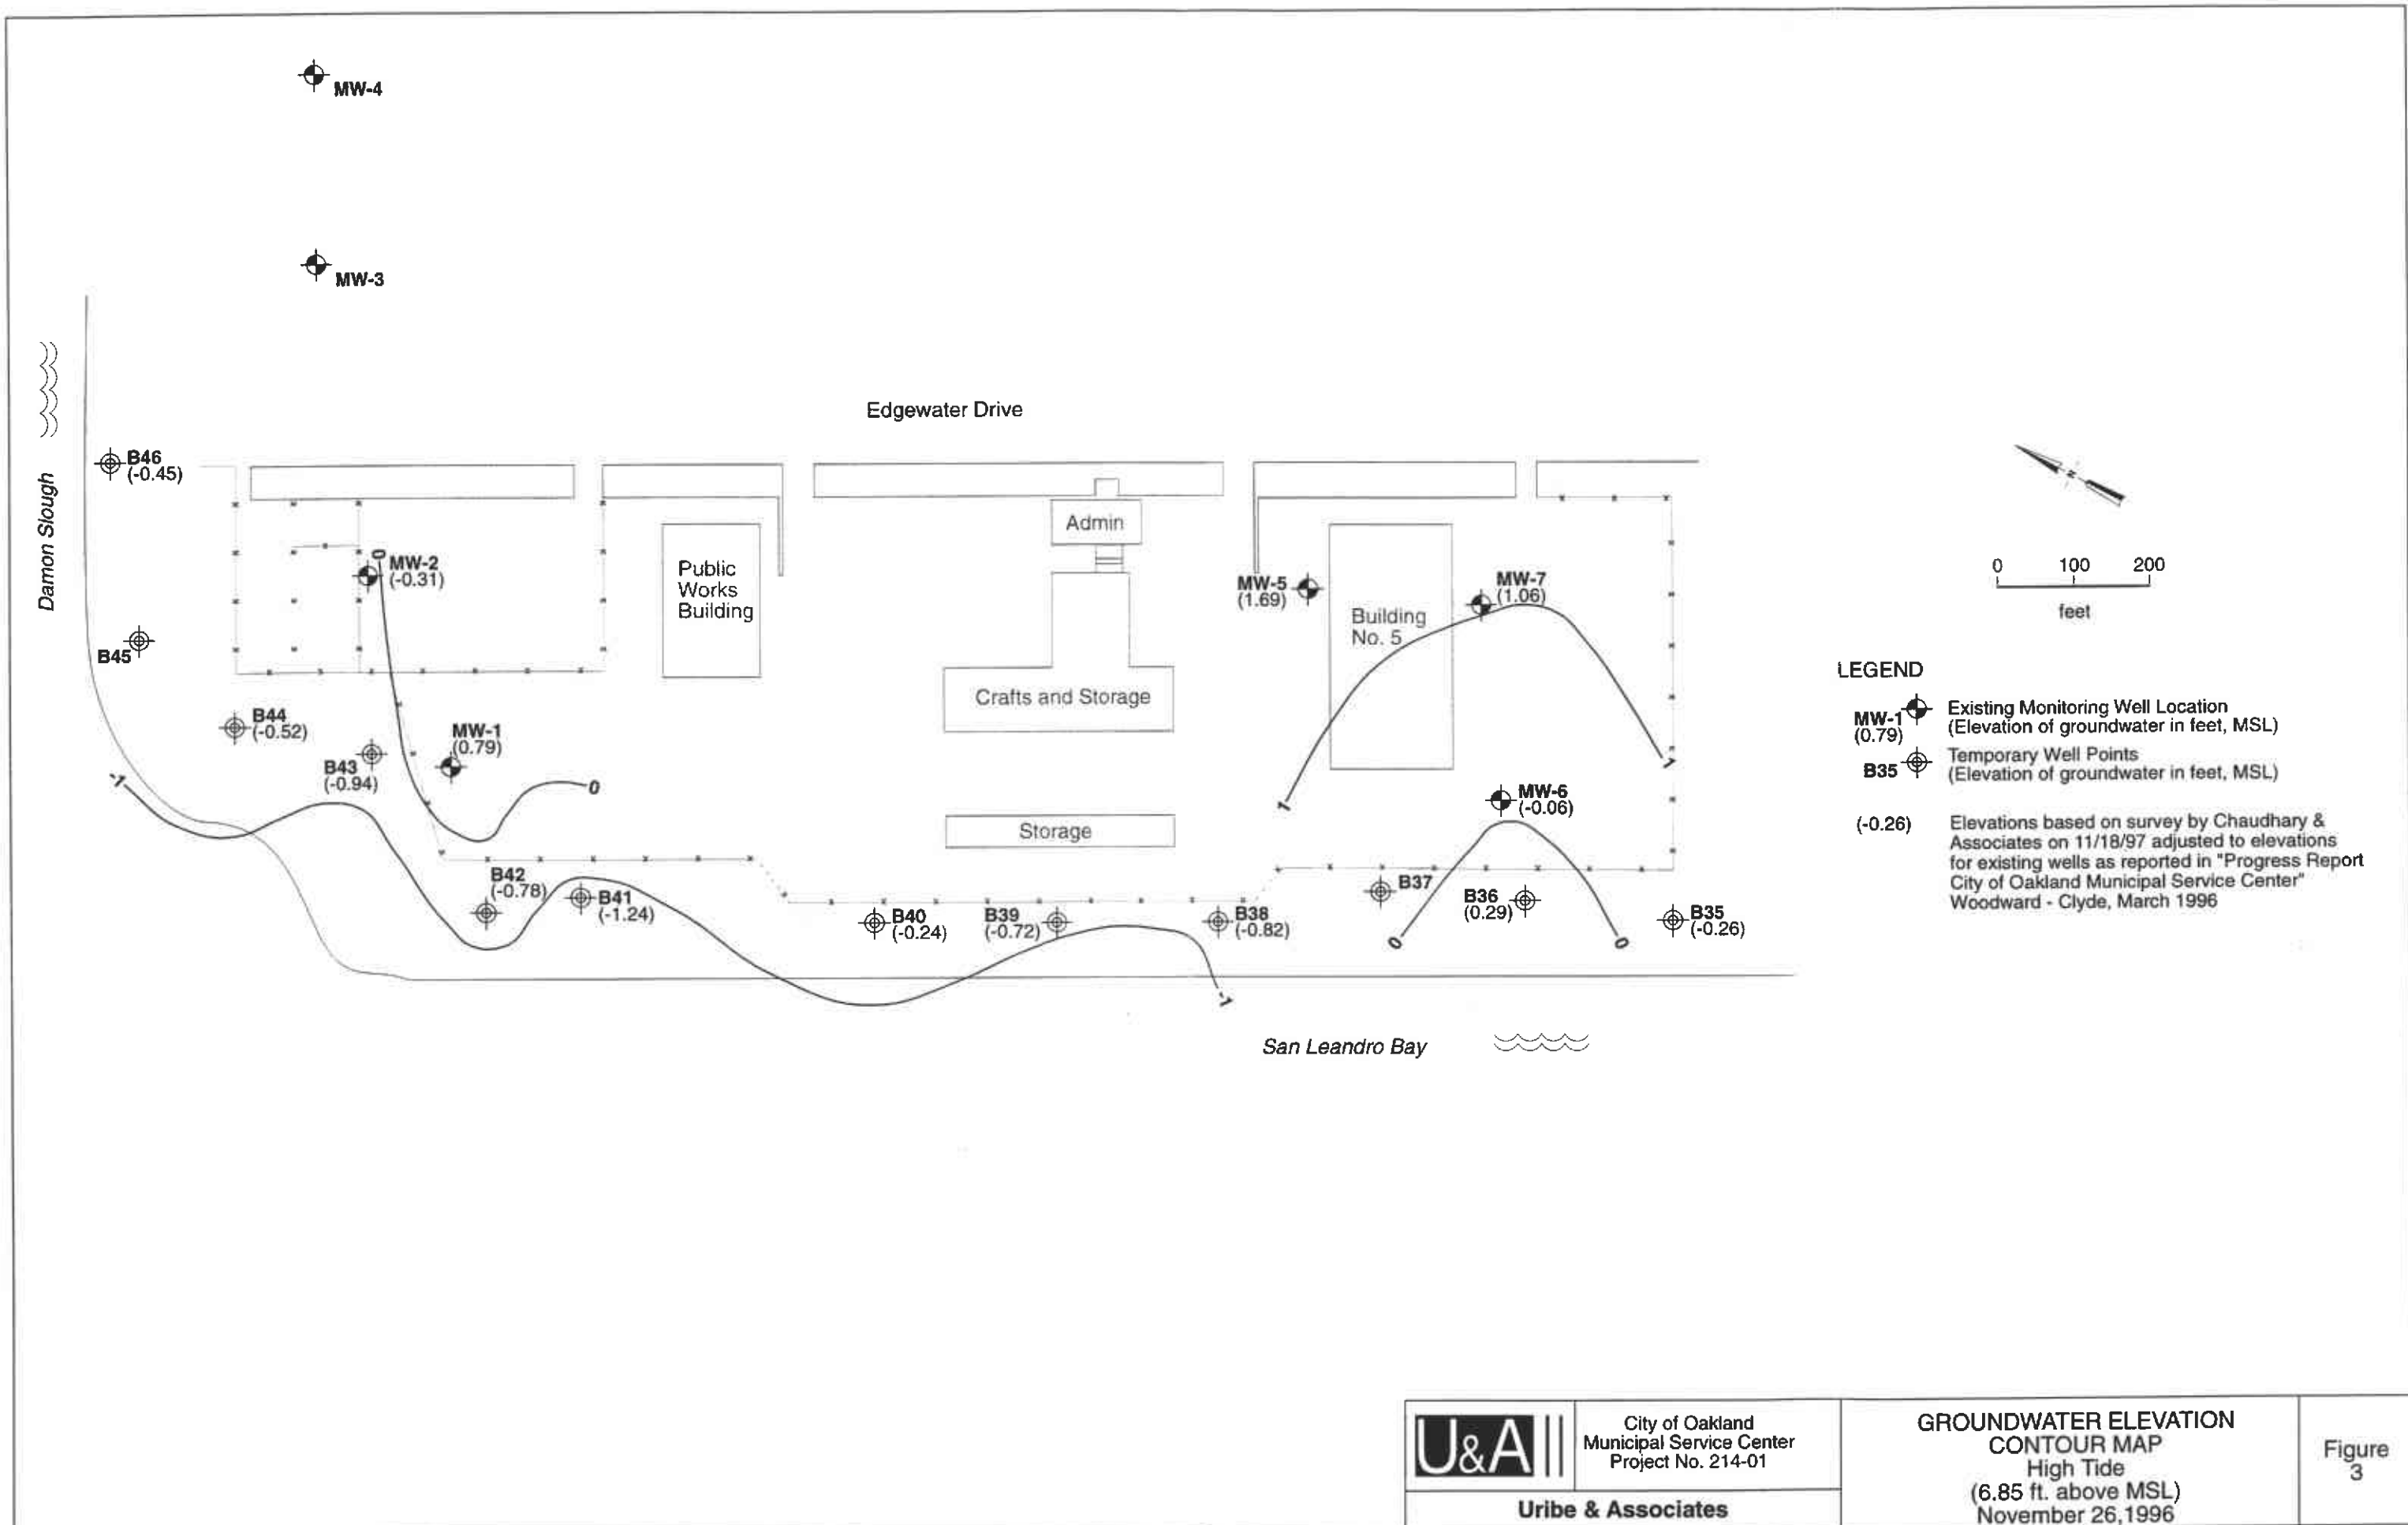 MW-4
MW-3
Edgewater Drive
Damon Slough
B46
(-0.45)
MW-2
(-0.31)
0
Public
Works
Building
Admin
MW-5
(1.69)
MW-7
(1.06)
Building
No. 5
0 100 200
feet
B45
B44
(-0.52)
B43
(-0.94)
MW-1
(0.79)
0
-1
Crafts and Storage
1
1
MW-6
(-0.06)
Storage
B42
(-0.78)
B41
(-1.24)
B40
(-0.24)
B39
(-0.72)
B38
(-0.82)
B37
B36
(0.29)
B35
(-0.26)
0
0
-1
San Leandro Bay
N
LEGEND
MW-1
(0.79)
Existing Monitoring Well Location
(Elevation of groundwater in feet, MSL)
B35
Temporary Well Points
(Elevation of groundwater in feet, MSL)
(-0.26)
Elevations based on survey by Chaudhary &
Associates on 11/18/97 adjusted to elevations
for existing wells as reported in "Progress Report
City of Oakland Municipal Service Center"
Woodward - Clyde, March 1996
U&A
City of Oakland
Municipal Service Center
Project No. 214-01
Uribe & Associates
GROUNDWATER ELEVATION
CONTOUR MAP
High Tide
(6.85 ft. above MSL)
November 26,1996
Figure
3